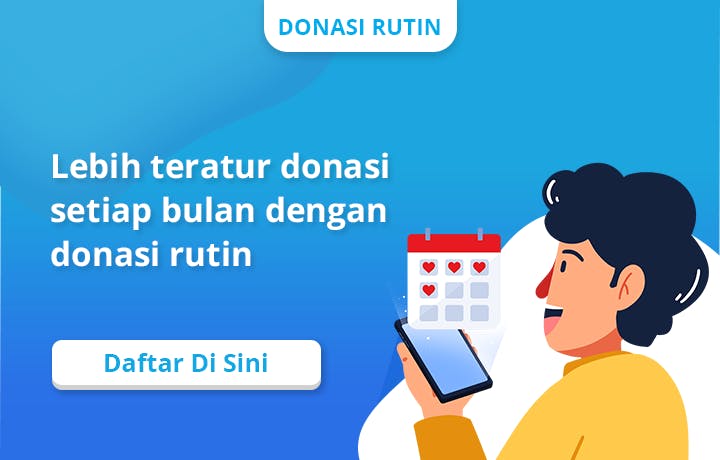 DONASI RUTIN
Lebih teratur donasi
setiap bulan dengan
donasi rutin
Daftar Di Sini